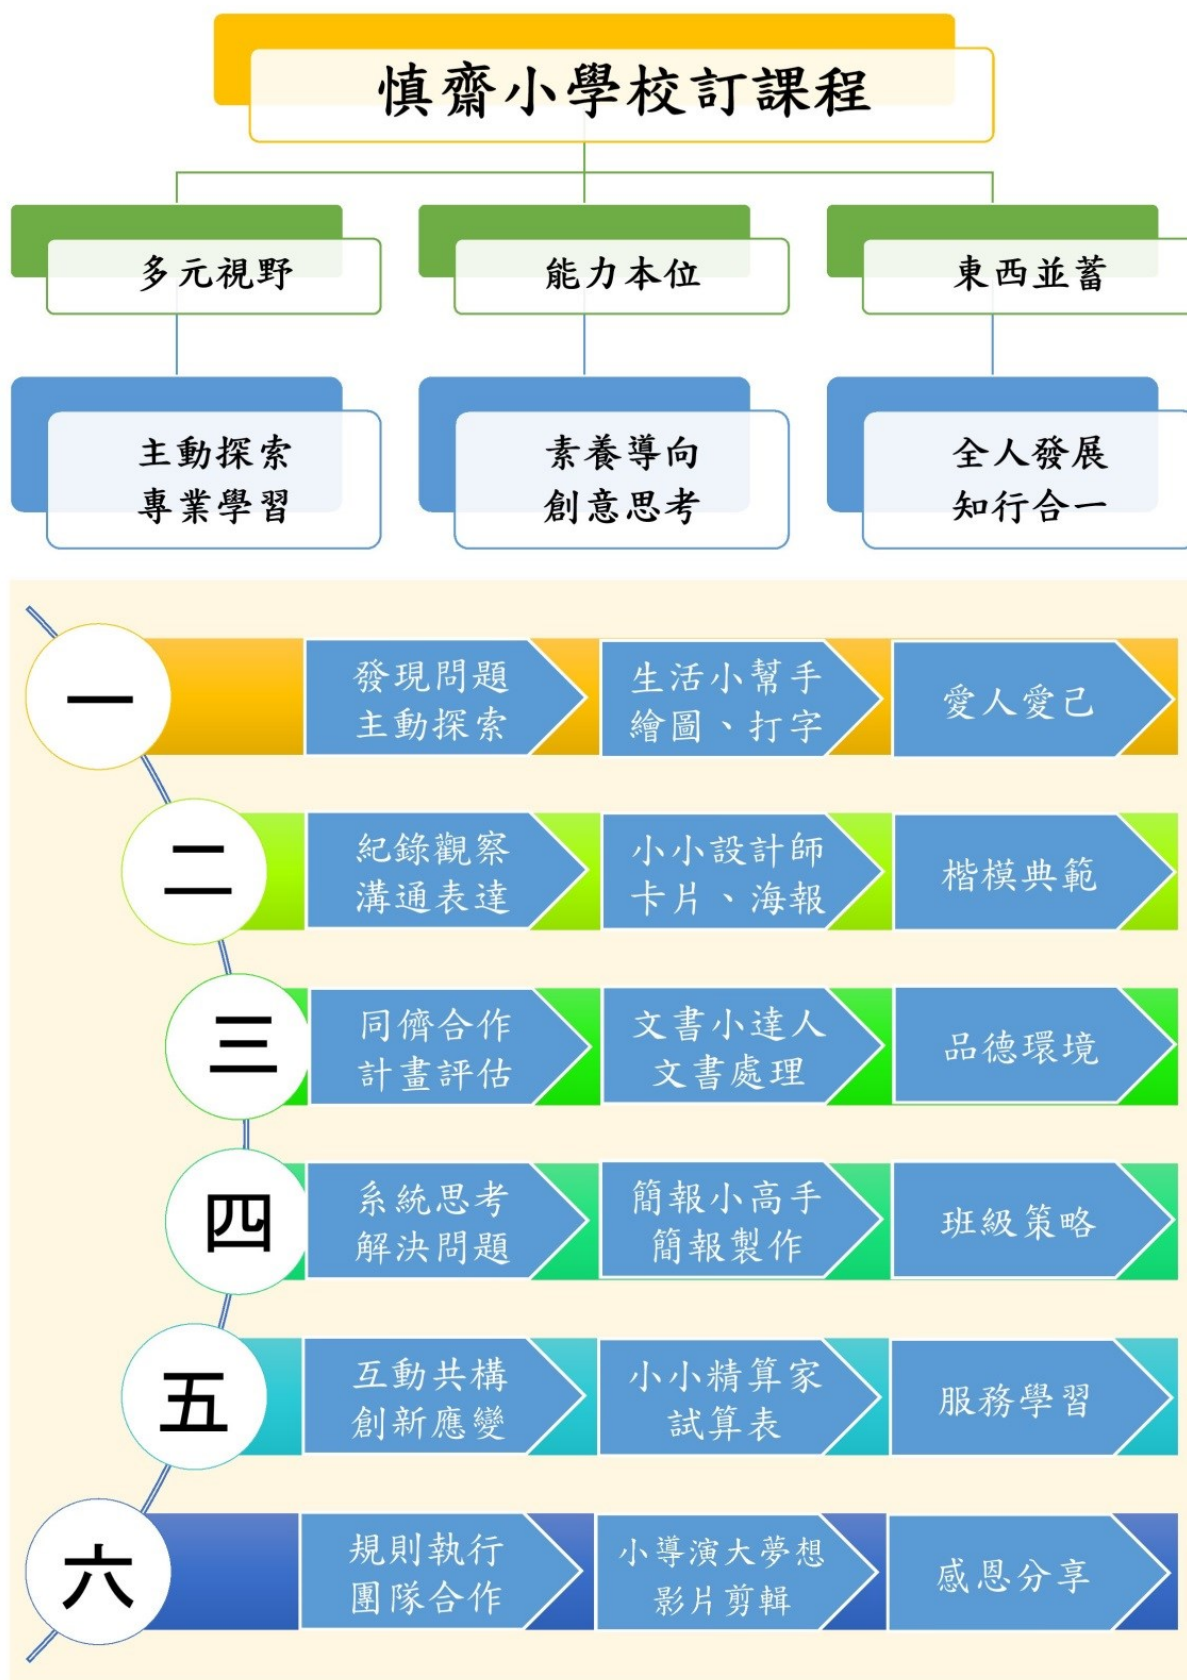 慎齋小學校訂課程
多元視野
能力本位
東西並蓄
主動探索
專業學習
素養導向
創意思考
全人發展
知行合一
一
發現問題
主動探索
生活小幫手
繪圖、打字
愛人愛己
二
紀錄觀察
溝通表達
小小設計師
卡片、海報
楷模典範
三
同儕合作
計畫評估
文書小達人
文書處理
品德環境
四
系統思考
解決問題
簡報小高手
簡報製作
班級策略
五
互動共構
創新應變
小小精算家
試算表
服務學習
六
規則執行
團隊合作
小導演大夢想
影片剪輯
感恩分享